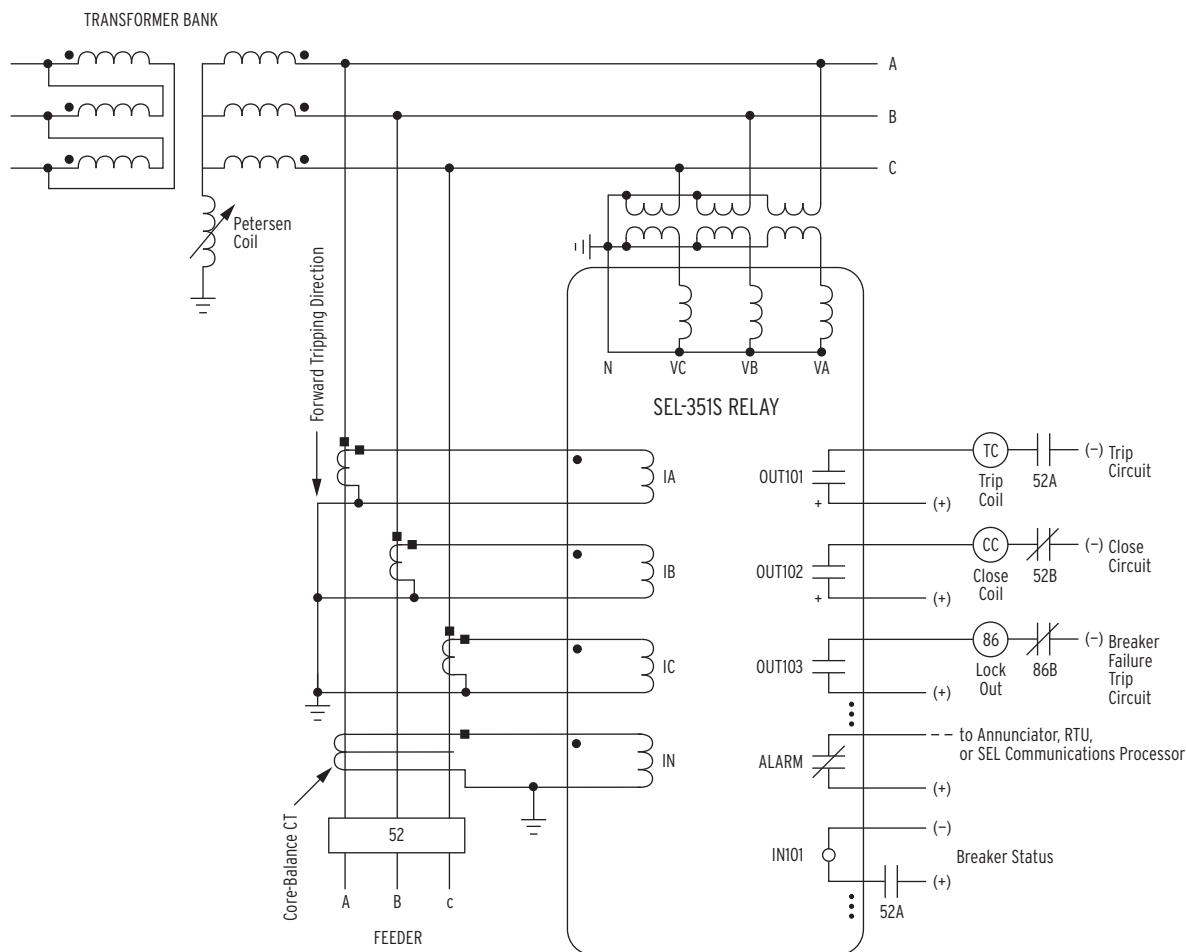 TRANSFORMER BANK
A
B
C
Petersen
Coil
Forward Tripping Direction
N
VC
VB
VA
SEL-351S RELAY
IA
OUT101
+
TC
Trip
Coil
52A
(–) Trip
Circuit
(+)
IB
OUT102
+
CC
Close
Coil
52B
(–) Close
Circuit
(+)
IC
OUT103
86
Lock
Out
86B
(–) Breaker
Failure
Trip
Circuit
(+)
IN
ALARM
to Annunciator, RTU,
or SEL Communications Processor
(+)
Core-Balance CT
52
IN101
(–)
Breaker Status
(+)
52A
A
B
c
FEEDER